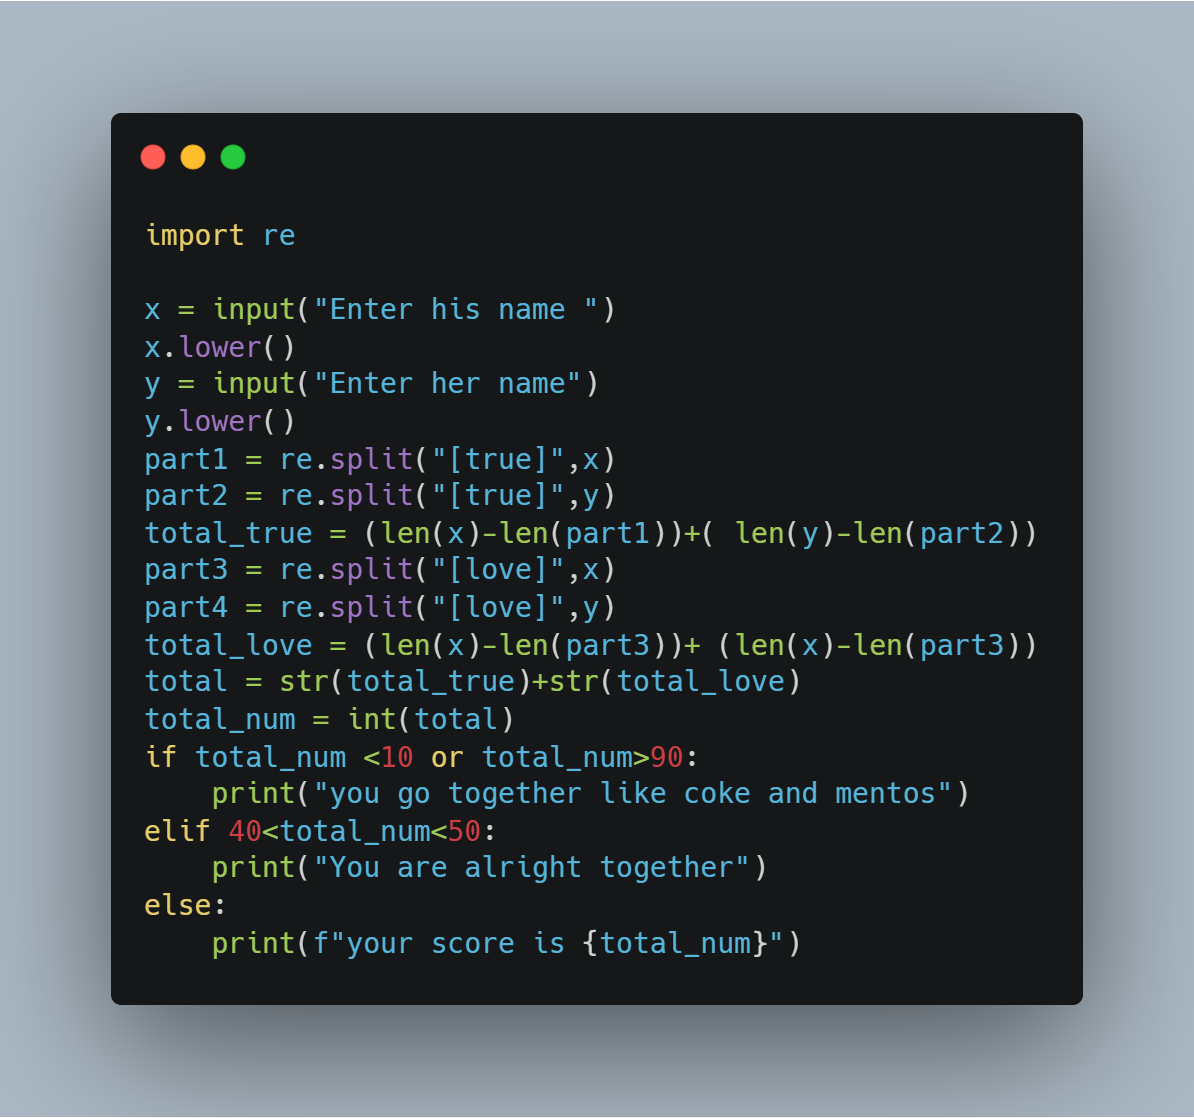 import re

x = input("Enter his name ")
x.lower()
y = input("Enter her name")
y.lower()
part1 = re.split("[true]",x)
part2 = re.split("[true]",y)
total_true = (len(x)-len(part1))+( len(y)-len(part2))
part3 = re.split("[love]",x)
part4 = re.split("[love]",y)
total_love = (len(x)-len(part3))+ (len(x)-len(part3))
total = str(total_true)+str(total_love)
total_num = int(total)
if total_num <10 or total_num>90:
    print("you go together like coke and mentos")
elif 40<total_num<50:
    print("You are alright together")
else:
    print(f"your score is {total_num}")